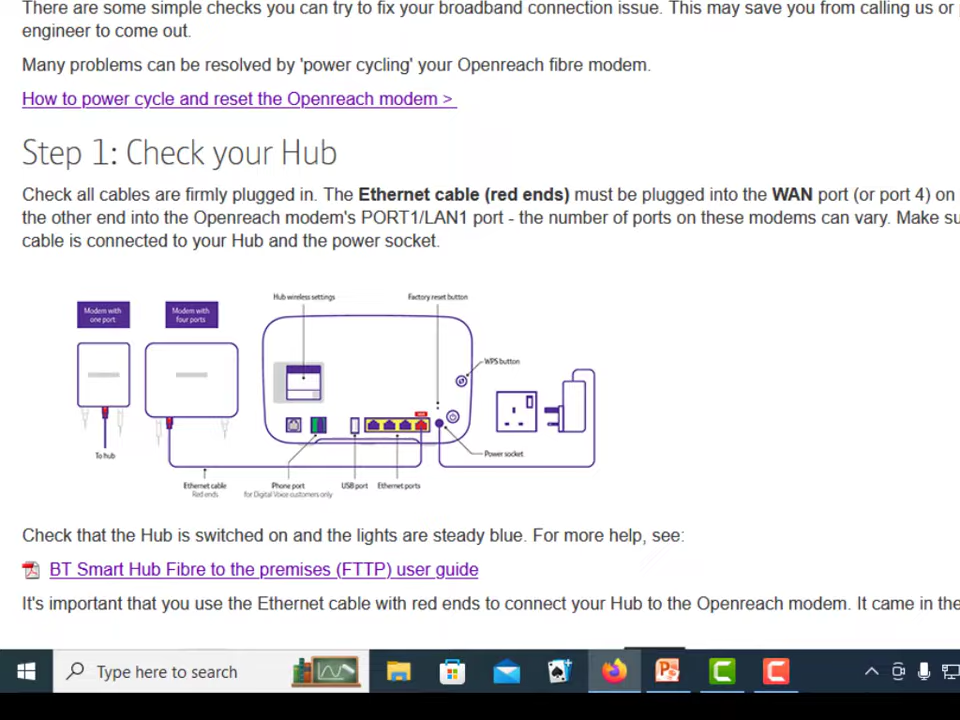 There are some simple checks you can try to fix your broadband connection issue. This may save you from calling us or
engineer to come out.
Many problems can be resolved by 'power cycling' your Openreach fibre modem.
How to power cycle and reset the Openreach modem >
Step 1: Check your Hub
Check all cables are firmly plugged in. The Ethernet cable (red ends) must be plugged into the WAN port (or port 4) on
the other end into the Openreach modem's PORT1/LAN1 port - the number of ports on these modems can vary. Make su
cable is connected to your Hub and the power socket.
Hub wireless settings
Factory reset button
Modem with
one port
Modem with
four ports
WPS button
To hub
Power socket
Ethernet cable
Red ends
Phone port
for Digital Voice customers only
USB port
Ethernet ports
Check that the Hub is switched on and the lights are steady blue. For more help, see:
BT Smart Hub Fibre to the premises (FTTP) user guide
It's important that you use the Ethernet cable with red ends to connect your Hub to the Openreach modem. It came in the
Type here to search